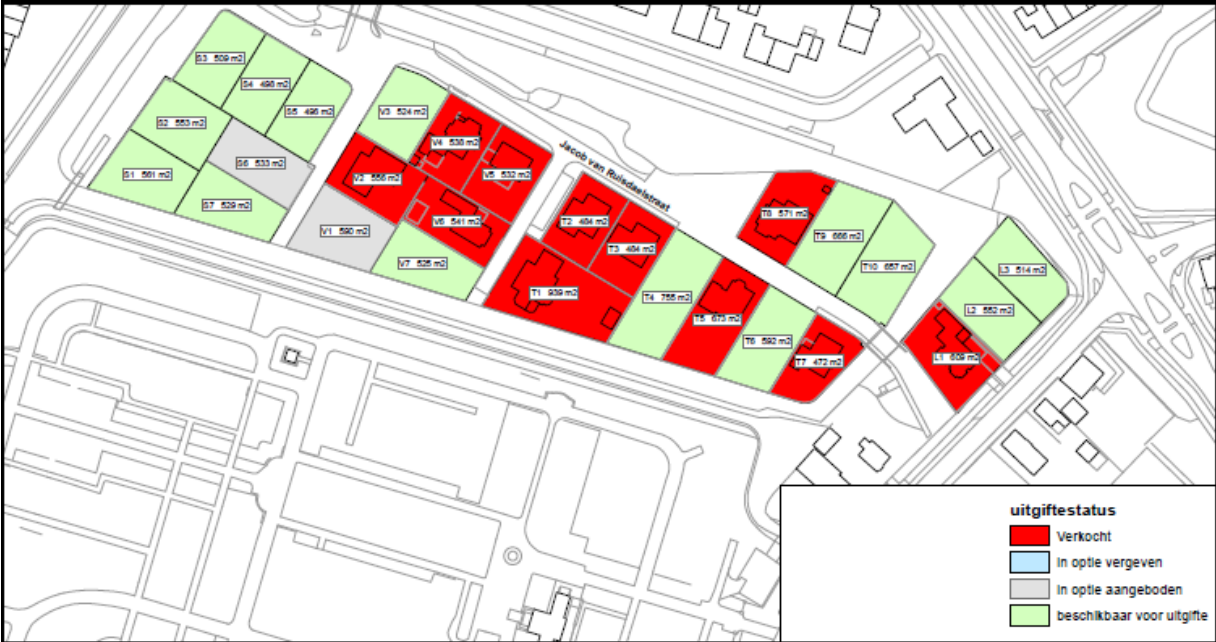 S3 509 m2
S4 498 m2
S5 496 m2
S2 553 m2
S6 533 m2
S1 561 m2
S7 529 m2
V3 524 m2
V4 538 m2
V5 532 m2
V2 556 m2
V6 541 m2
V1 590 m2
V7 525 m2
Jacob van Ruisdaelstraat
T2 484 m2
T3 484 m2
T1 939 m2
T4 755 m2
T5 673 m2
T6 592 m2
T7 472 m2
T8 571 m2
T9 666 m2
T10 657 m2
L3 514 m2
L2 552 m2
L1 609 m2
uitgiftestatus
Verkocht
In optie vergeven
In optie aangeboden
beschikbaar voor uitgifte